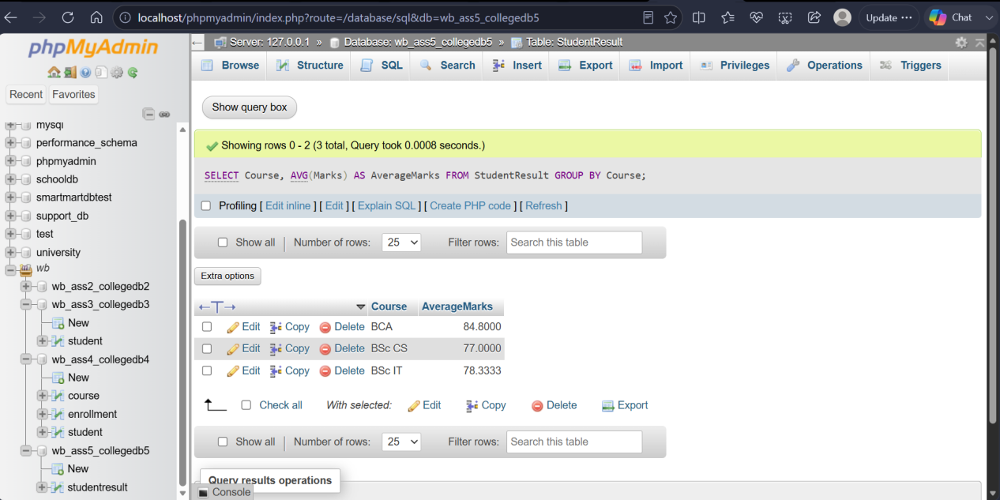 localhost/phpmyadmin/index.php?route=/database/sql&db=wb_ass5_collegedb5
Update
Chat
phpMyAdmin
Recent
Favorites
mysql
performance_schema
phpmyadmin
schooldb
smartmartdbtest
support_db
test
university
wb
wb_ass2_collegedb2
wb_ass3_collegedb3
New
student
wb_ass4_collegedb4
New
course
enrollment
student
wb_ass5_collegedb5
New
studentresult
Server: 127.0.0.1 » Database: wb_ass5_collegedb5 » Table: StudentResult
Browse Structure SQL Search Insert Export Import Privileges Operations Triggers
Show query box
Showing rows 0 - 2 (3 total, Query took 0.0008 seconds.)
SELECT Course, AVG(Marks) AS AverageMarks FROM StudentResult GROUP BY Course;
Profiling [ Edit inline ] [ Edit ] [ Explain SQL ] [ Create PHP code ] [ Refresh ]
Show all Number of rows: 25 Filter rows: Search this table
Extra options
←T→ Course AverageMarks
Edit Copy Delete BCA 84.8000
Edit Copy Delete BSc CS 77.0000
Edit Copy Delete BSc IT 78.3333
Check all With selected: Edit Copy Delete Export
Show all Number of rows: 25 Filter rows: Search this table
Query results operations
Console